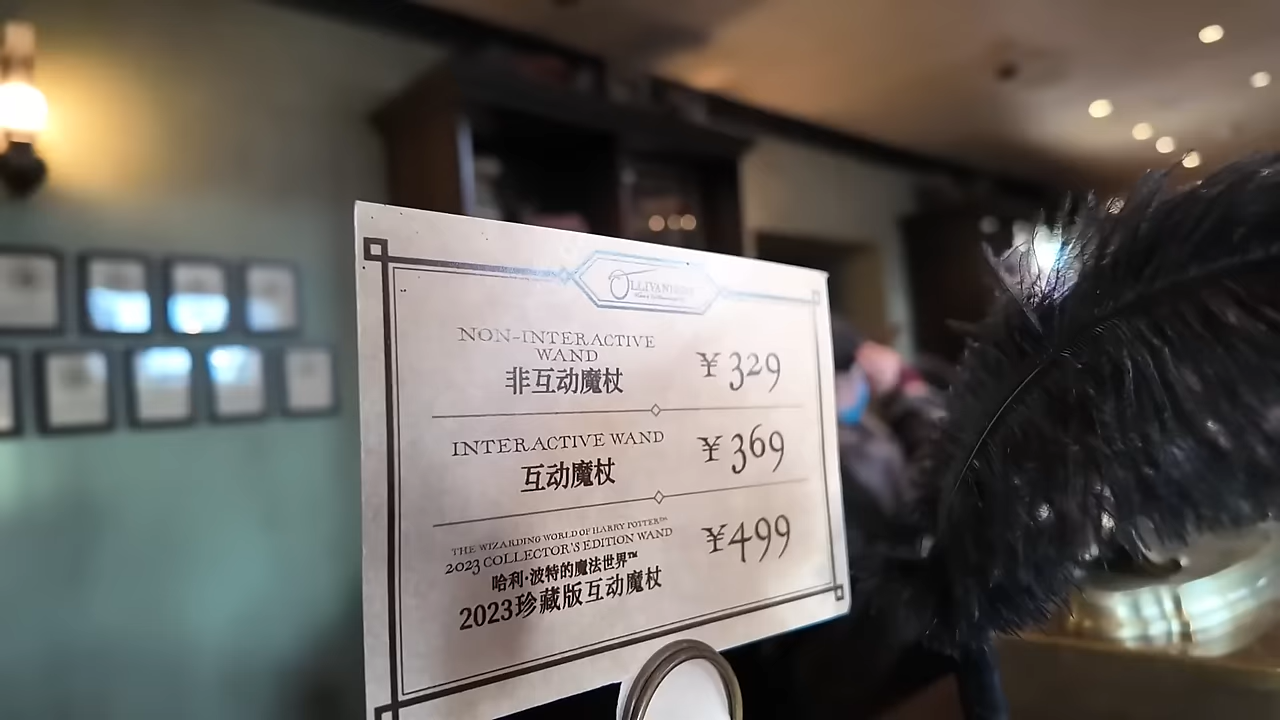 OLLIVANDERS
NON-INTERACTIVE
WAND
非互动魔杖
¥329
INTERACTIVE WAND
互动魔杖
¥369
THE WIZARDING WORLD OF HARRY POTTER™
2023 COLLECTOR'S EDITION WAND
哈利·波特的魔法世界™
2023珍藏版互动魔杖
¥499